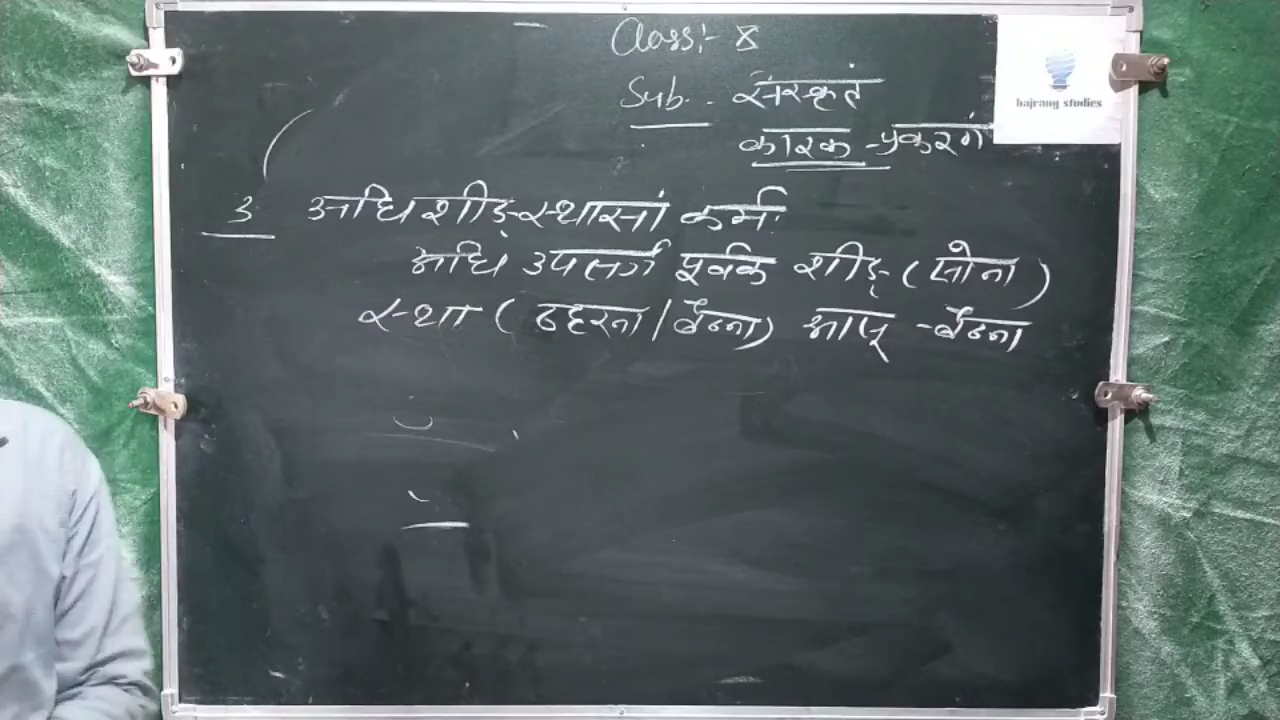 Class:- 8
Sub.. संस्कृत
bajrang studies
कारक -प्रकरण
3 अधिशीङ्स्थासां कर्मः
अधि उपसर्ग पूर्वक शीङ् (सोना)
स्था (ठहरना/बैठना) आस् -बैठना